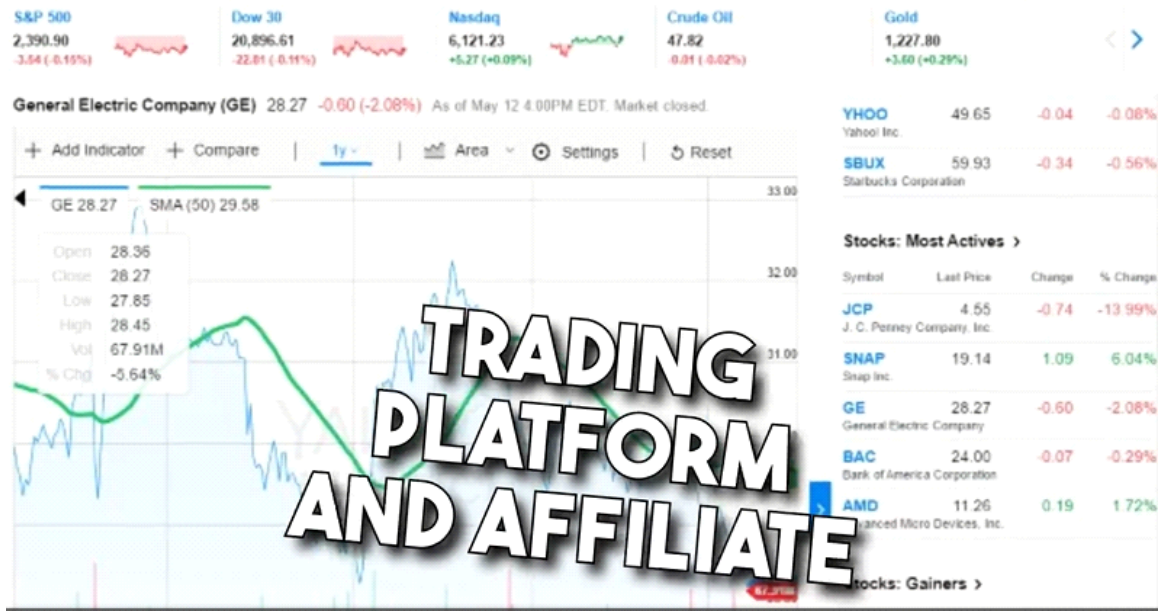 S&P 500
2,390.90
-3.54 (-0.15%)
Dow 30
20,896.61
-22.81 (-0.11%)
Nasdaq
6,121.23
+5.27 (+0.09%)
Crude Oil
47.82
-0.01 (-0.02%)
Gold
1,227.80
+3.60 (+0.29%)
General Electric Company (GE) 28.27 -0.60 (-2.08%) As of May 12 4:00PM EDT. Market closed.
+ Add Indicator + Compare | 1y | Area Settings | Reset
GE 28.27 SMA (50) 29.58
Open 28.36
Close 28.27
Low 27.85
High 28.45
Vol 67.91M
% Chg -5.64%
33.00
32.00
31.00
TRADING
PLATFORM
AND AFFILIATE
YHOO 49.65 -0.04 -0.08%
Yahoo! Inc.
SBUX 59.93 -0.34 -0.56%
Starbucks Corporation
Stocks: Most Actives >
Symbol Last Price Change % Change
JCP 4.55 -0.74 -13.99%
J. C. Penney Company, Inc.
SNAP 19.14 1.09 6.04%
Snap Inc.
GE 28.27 -0.60 -2.08%
General Electric Company
BAC 24.00 -0.07 -0.29%
Bank of America Corporation
AMD 11.26 0.19 1.72%
vanced Micro Devices, Inc.
tocks: Gainers >